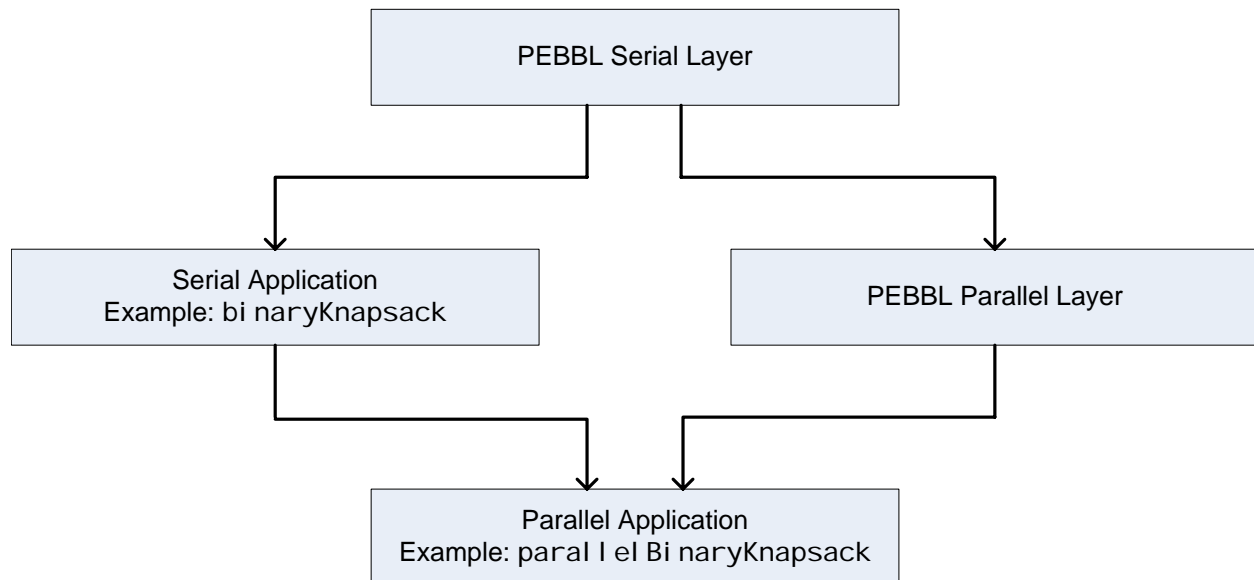 PEBBL Serial Layer
Serial Application
Example: binaryKnapsack
PEBBL Parallel Layer
Parallel Application
Example: parallelBinaryKnapsack